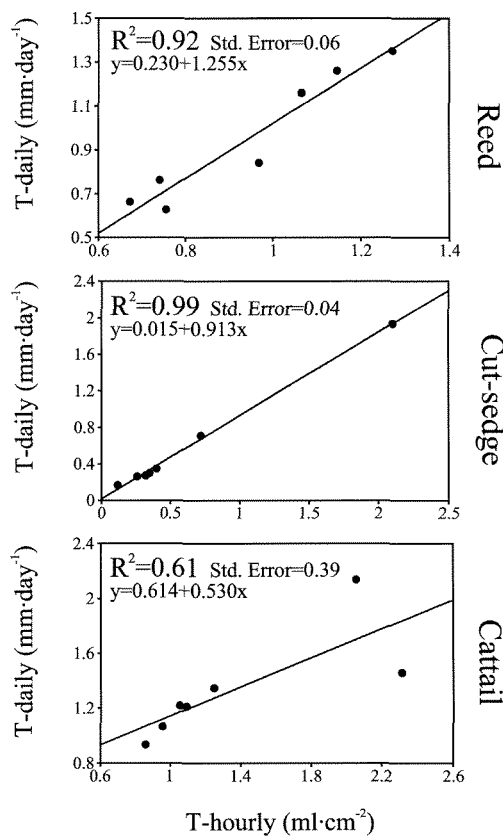 1.5
R²=0.92 Std. Error=0.06
y=0.230+1.255x
1.3
1.1
0.9
0.7
0.5
0.6 0.8 1 1.2 1.4
T-daily (mm·day⁻¹)
Reed
2.4
R²=0.99 Std. Error=0.04
y=0.015+0.913x
2
1.6
1.2
0.8
0.4
0
0 0.5 1 1.5 2 2.5
T-daily (mm·day⁻¹)
Cut-sedge
2.4
R²=0.61 Std. Error=0.39
y=0.614+0.530x
2
1.6
1.2
0.8
0.6 1 1.4 1.8 2.2 2.6
T-daily (mm·day⁻¹)
Cattail
T-hourly (ml·cm⁻²)